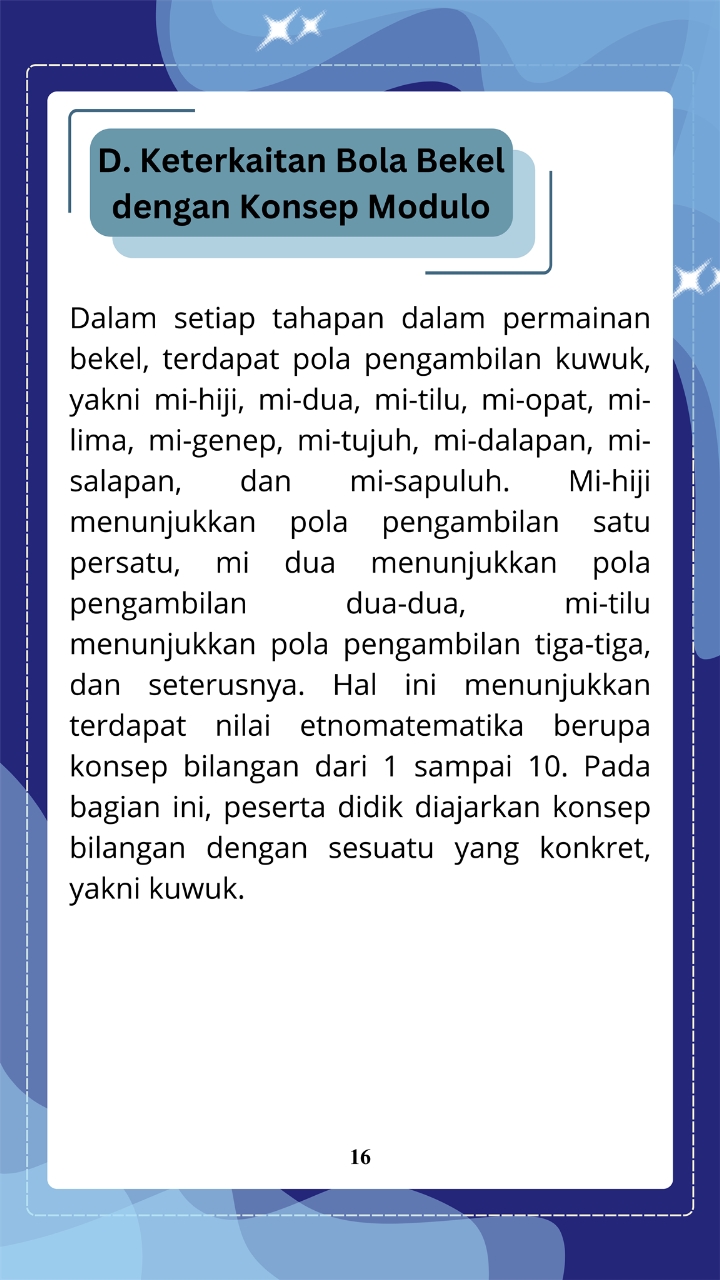 D. Keterkaitan Bola Bekel
dengan Konsep Modulo
Dalam setiap tahapan dalam permainan
bekel, terdapat pola pengambilan kuwuk,
yakni mi-hiji, mi-dua, mi-tilu, mi-opat, mi-
lima, mi-genep, mi-tujuh, mi-dalapan, mi-
salapan, dan mi-sapuluh. Mi-hiji
menunjukkan pola pengambilan satu
persatu, mi dua menunjukkan pola
pengambilan dua-dua, mi-tilu
menunjukkan pola pengambilan tiga-tiga,
dan seterusnya. Hal ini menunjukkan
terdapat nilai etnomatematika berupa
konsep bilangan dari 1 sampai 10. Pada
bagian ini, peserta didik diajarkan konsep
bilangan dengan sesuatu yang konkret,
yakni kuwuk.
16